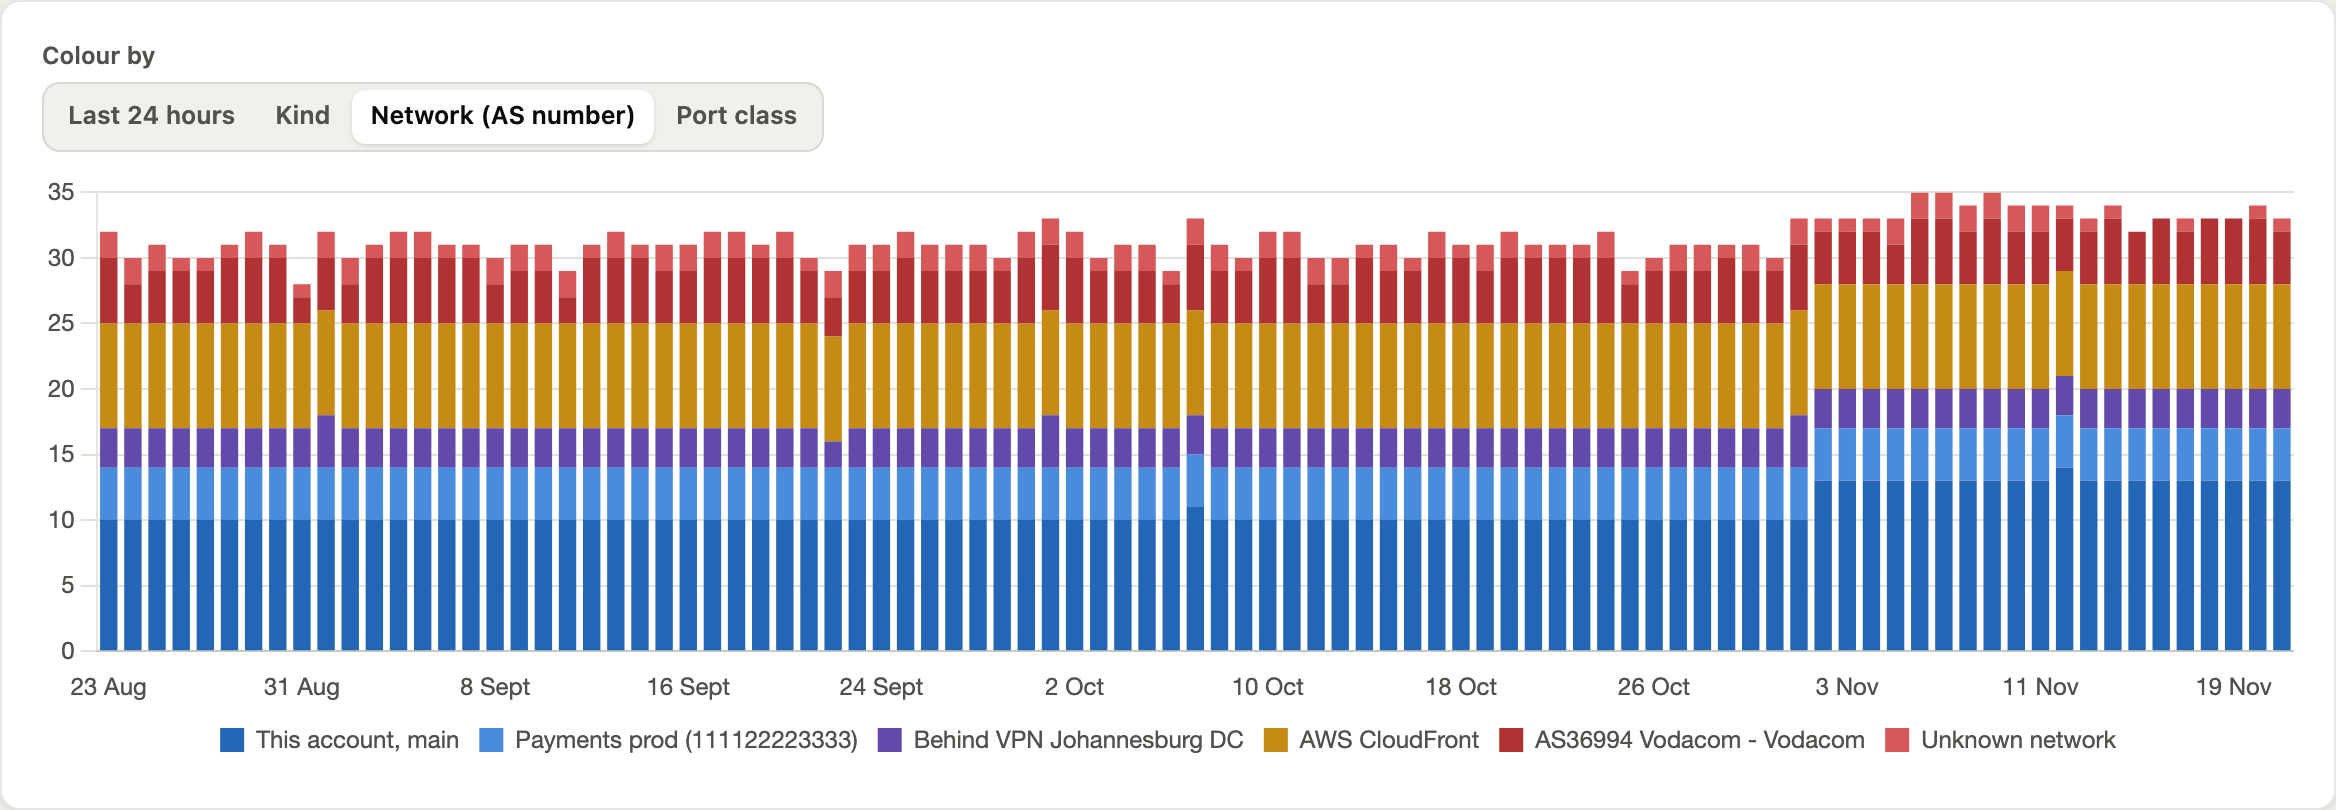 Colour by
Last 24 hours Kind Network (AS number) Port class
35
30
25
20
15
10
5
0
23 Aug 31 Aug 8 Sept 16 Sept 24 Sept 2 Oct 10 Oct 18 Oct 26 Oct 3 Nov 11 Nov 19 Nov
This account, main Payments prod (111122223333) Behind VPN Johannesburg DC AWS CloudFront AS36994 Vodacom - Vodacom Unknown network